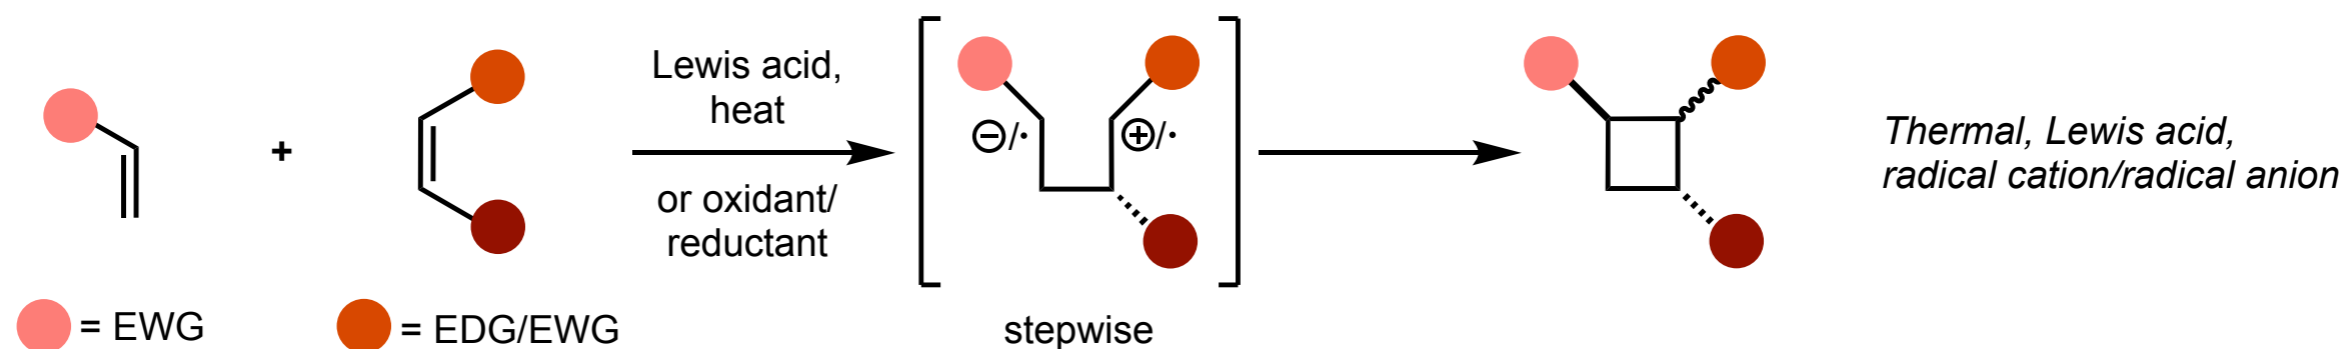 Lewis acid,
heat
+
or oxidant/
reductant
⊖/·
⊕/·
Thermal, Lewis acid,
radical cation/radical anion
= EWG
= EDG/EWG
stepwise